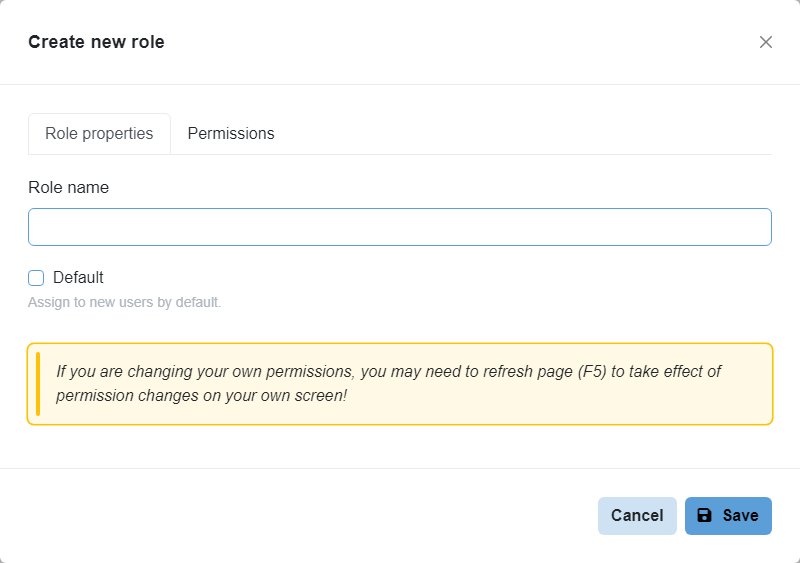 Create new role
Role properties
Permissions
Role name
Default
Assign to new users by default.
If you are changing your own permissions, you may need to refresh page (F5) to take effect of
permission changes on your own screen!
Cancel
Save